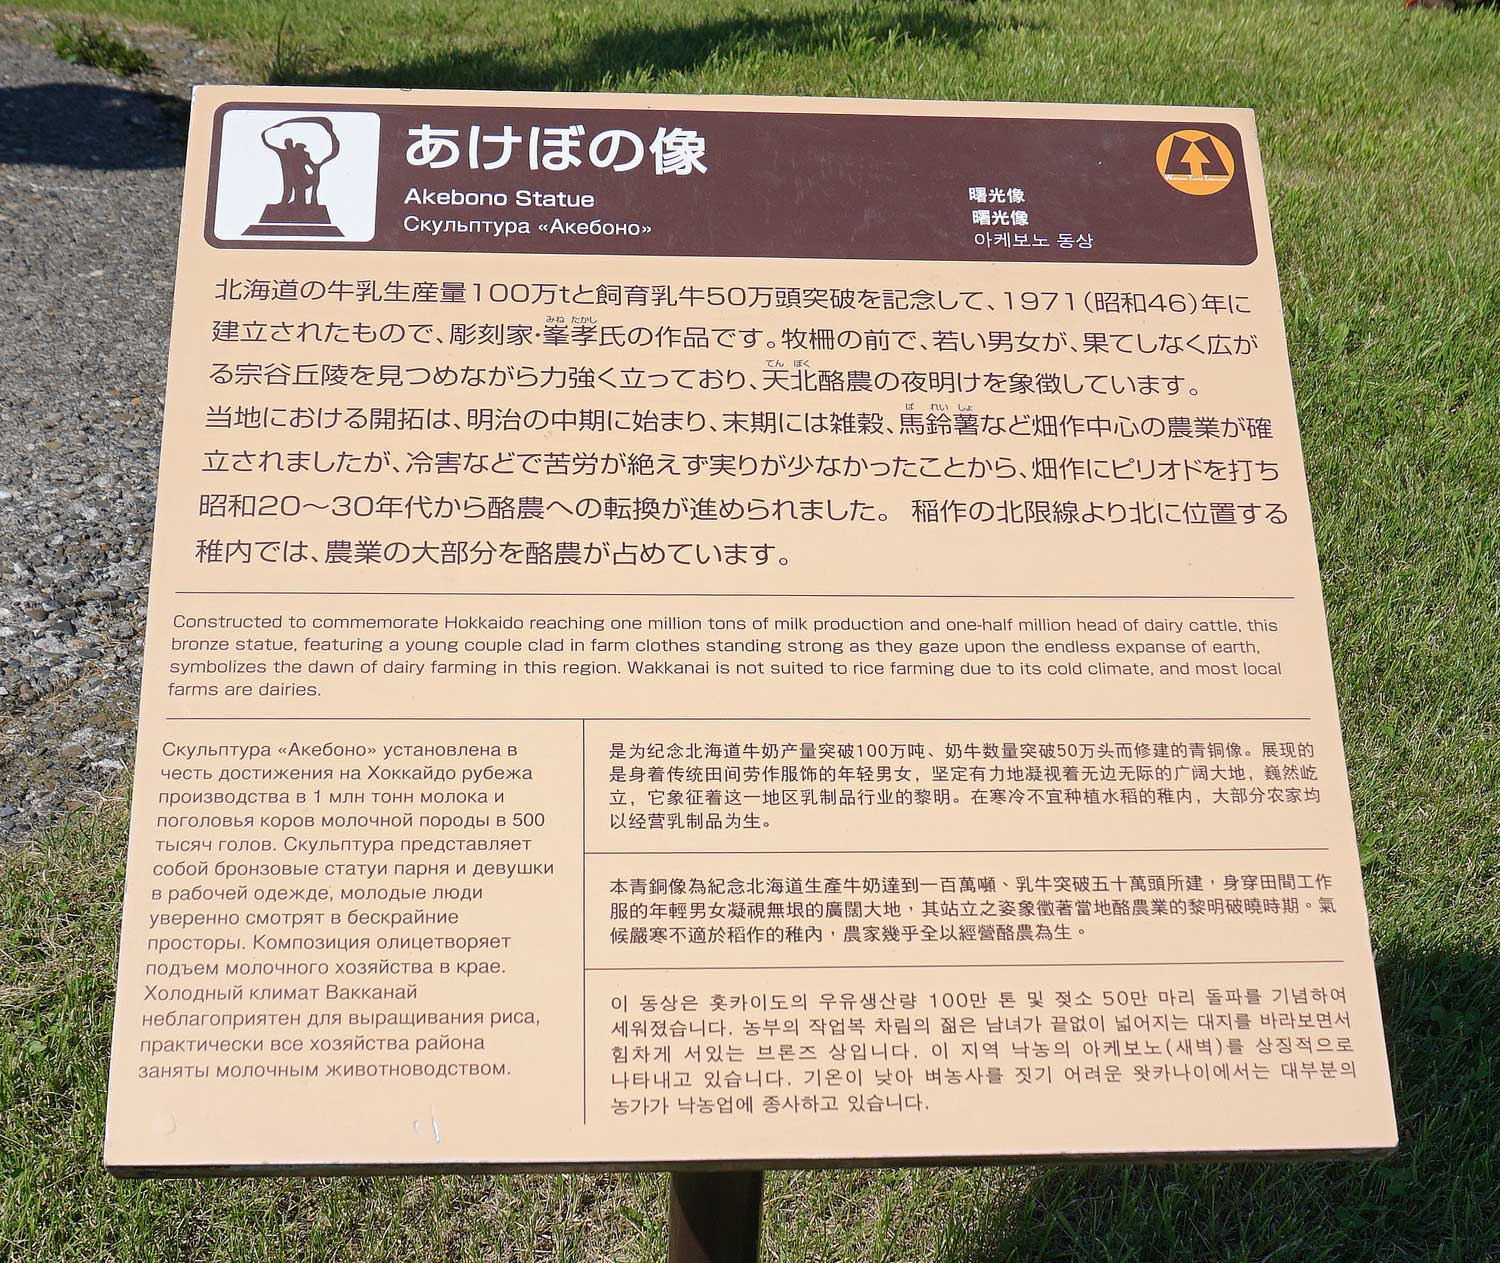 あけぼの像
Akebono Statue
Скульптура «Акебоно»
曙光像
曙光像
아케보노 동상
北海道の牛乳生産量100万tと飼育乳牛50万頭突破を記念して、1971(昭和46)年に
建立されたもので、彫刻家・峯孝氏の作品です。牧柵の前で、若い男女が、果てしなく広が
る宗谷丘陵を見つめながら力強く立っており、天北酪農の夜明けを象徴しています。
当地における開拓は、明治の中期に始まり、末期には雑穀、馬鈴薯など畑作中心の農業が確
立されましたが、冷害などで苦労が絶えず実りが少なかったことから、畑作にピリオドを打ち
昭和20～30年代から酪農への転換が進められました。 稲作の北限線より北に位置する
稚内では、農業の大部分を酪農が占めています。
Constructed to commemorate Hokkaido reaching one million tons of milk production and one-half million head of dairy cattle, this
bronze statue, featuring a young couple clad in farm clothes standing strong as they gaze upon the endless expanse of earth,
symbolizes the dawn of dairy farming in this region. Wakkanai is not suited to rice farming due to its cold climate, and most local
farms are dairies.
Скульптура «Акебоно» установлена в
честь достижения на Хоккайдо рубежа
производства в 1 млн тонн молока и
поголовья коров молочной породы в 500
тысяч голов. Скульптура представляет
собой бронзовые статуи парня и девушки
в рабочей одежде, молодые люди
уверенно смотрят в бескрайние
просторы. Композиция олицетворяет
подъем молочного хозяйства в крае.
Холодный климат Вакканай
неблагоприятен для выращивания риса,
практически все хозяйства района
заняты молочным животноводством.
是为纪念北海道牛奶产量突破100万吨、奶牛数量突破50万头而修建的青铜像。展现的
是身着传统田间劳作服饰的年轻男女，坚定有力地凝视着无边无际的广阔大地，巍然屹
立，它象征着这一地区乳制品行业的黎明。在寒冷不宜种植水稻的稚内，大部分农家均
以经营乳制品为生。
本青銅像為紀念北海道生產牛奶達到一百萬噸、乳牛突破五十萬頭所建，身穿田間工作
服的年輕男女凝視無垠的廣闊大地，其站立之姿象徵著當地酪農業的黎明破曉時期。氣
候嚴寒不適於稻作的稚內，農家幾乎全以經營酪農為生。
이 동상은 홋카이도의 우유생산량 100만 톤 및 젖소 50만 마리 돌파를 기념하여
세워졌습니다. 농부의 작업복 차림의 젊은 남녀가 끝없이 넓어지는 대지를 바라보면서
힘차게 서있는 브론즈 상입니다. 이 지역 낙농의 아케보노(새벽)를 상징적으로
나타내고 있습니다. 기온이 낮아 벼농사를 짓기 어려운 왓카나이에서는 대부분의
농가가 낙농업에 종사하고 있습니다.